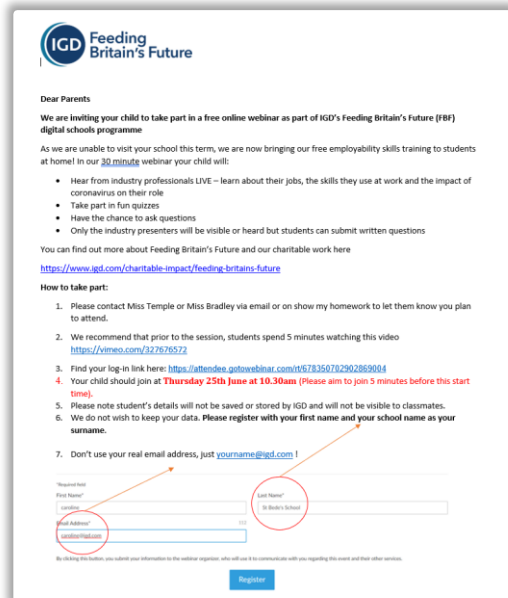 IGD Feeding
Britain's Future
Dear Parents
We are inviting your child to take part in a free online webinar as part of IGD's Feeding Britain's Future (FBF)
digital schools programme
As we are unable to visit your school this term, we are now bringing our free employability skills training to students
at home! In our 30 minute webinar your child will:
• Hear from industry professionals LIVE – learn about their jobs, the skills they use at work and the impact of
coronavirus on their role
• Take part in fun quizzes
• Have the chance to ask questions
• Only the industry presenters will be visible or heard but students can submit written questions
You can find out more about Feeding Britain's Future and our charitable work here
https://www.igd.com/charitable-impact/feeding-britains-future
How to take part:
1. Please contact Miss Temple or Miss Bradley via email or on show my homework to let them know you plan
to attend.
2. We recommend that prior to the session, students spend 5 minutes watching this video
https://vimeo.com/327676572
3. Find your log-in link here: https://attendee.gotowebinar.com/rt/678350702902869004
4. Your child should join at Thursday 25th June at 10.30am (Please aim to join 5 minutes before this start
time).
5. Please note student's details will not be saved or stored by IGD and will not be visible to classmates.
6. We do not wish to keep your data. Please register with your first name and your school name as your
surname.
7. Don't use your real email address, just yourname@igd.com !
*Required field
First Name*
Last Name*
caroline
St Bede's School
Email Address*
caroline@igd.com
By clicking this button, you submit your information to the webinar organizer, who will use it to communicate with you regarding this event and their other services.
Register